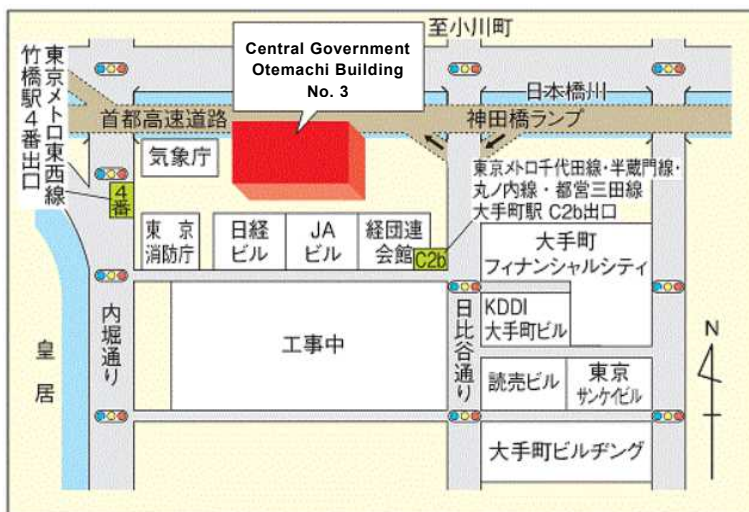 至小川町
Central Government
Otemachi Building
No. 3
東京メトロ東西線
竹橋駅4番出口
日本橋川
首都高速道路
神田橋ランプ
気象庁
4番
東京メトロ千代田線・半蔵門線・
丸ノ内線・都営三田線
大手町駅 C2b出口
東京
消防庁
日経
ビル
JA
ビル
経団連
会館
C2b
大手町
フィナンシャルシティ
内堀通り
日比谷通り
KDDI
大手町ビル
皇居
工事中
N
読売ビル
東京
サンケイビル
大手町ビルヂング